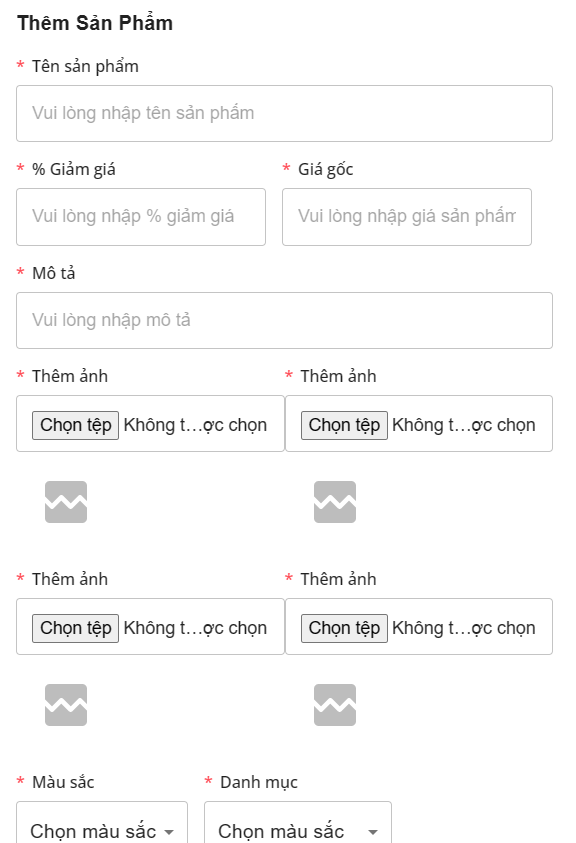 Thêm Sản Phẩm
* Tên sản phẩm
Vui lòng nhập tên sản phẩm
* % Giảm giá * Giá gốc
Vui lòng nhập % giảm giá Vui lòng nhập giá sản phẩm
* Mô tả
Vui lòng nhập mô tả
* Thêm ảnh * Thêm ảnh
Chọn tệp Không t...ợc chọn Chọn tệp Không t...ợc chọn
* Thêm ảnh * Thêm ảnh
Chọn tệp Không t...ợc chọn Chọn tệp Không t...ợc chọn
* Màu sắc * Danh mục
Chọn màu sắc Chọn màu sắc